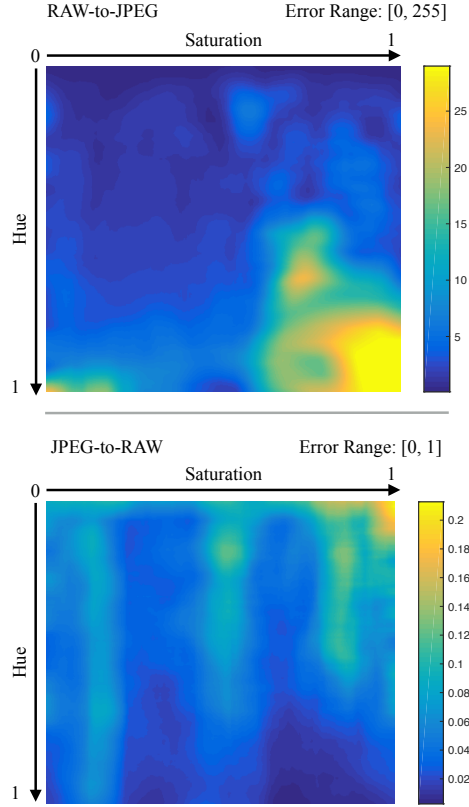 RAW-to-JPEG Error Range: [0, 255]
0 Saturation 1
Hue
1
25
20
15
10
5
JPEG-to-RAW Error Range: [0, 1]
0 Saturation 1
Hue
1
0.2
0.18
0.16
0.14
0.12
0.1
0.08
0.06
0.04
0.02